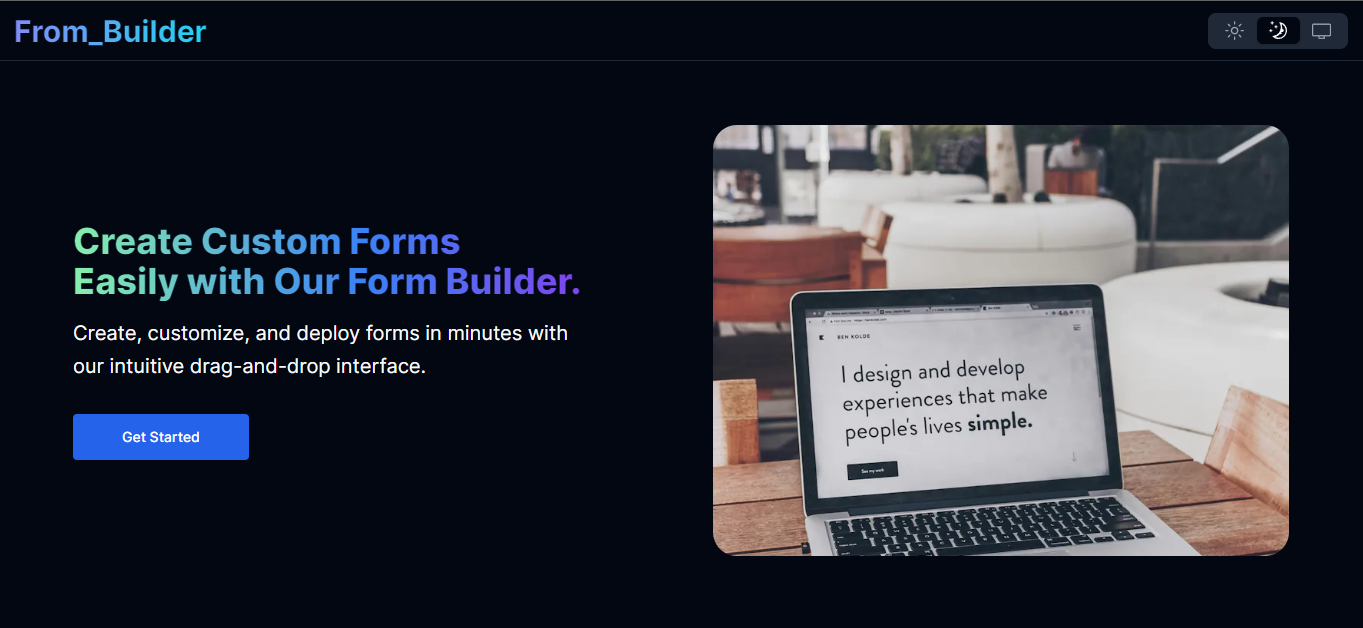 From_Builder
Create Custom Forms
Easily with Our Form Builder.
Create, customize, and deploy forms in minutes with
our intuitive drag-and-drop interface.
Get Started
BEN KOLDE
I design and develop
experiences that make
people's lives simple.
See my work